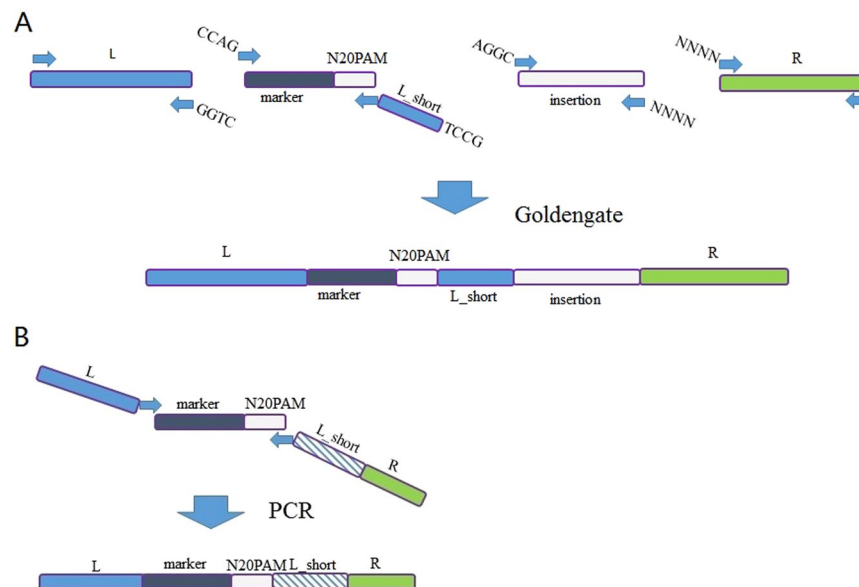 A
L
CCAG
N20PAM
AGGC
NNNN
R
marker
L_short
insertion
GGTC
TCCG
NNNN
Goldengate
L
N20PAM
R
marker
L_short
insertion
B
L
marker
N20PAM
L_short
R
PCR
L
marker
N20PAM
L_short
R